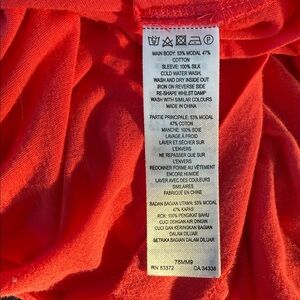 MAIN BODY: 53% MODAL 47%
COTTON
SLEEVE: 100% SILK
COLD WATER WASH.
WASH AND DRY INSIDE OUT
IRON ON REVERSE SIDE
RE-SHAPE WHILST DAMP
WASH WITH SIMILAR COLOURS
MADE IN CHINA
PARTIE PRINCIPALE: 53% MODAL
47% COTON
MANCHE: 100% SOIE
LAVAGE À FROID
LAVER ET SÉCHER SUR
L'ENVERS
NE REPASSER QUE SUR
L'ENVERS
REDONNER FORME AU VÊTEMENT
ENCORE HUMIDE
LAVER AVEC DES COULEURS
SIMILAIRES
FABRIQUÉ EN CHINE
BADAN BAGIAN UTAMA: 53% MODAL
47% KAPAS
ROK: 100% PENGIKAT BAHU
CUCI DENGAN AIR DINGIN
CUCI DAN KERINGKAN BAGIAN
DALAM DILUAR
SETRIKA BAGIAN DALAM DILUAR
75MM9
RN 53372 CA 34338